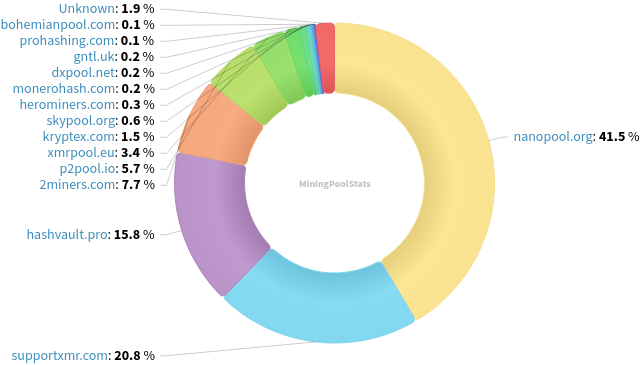 Unknown: 1.9 %
bohemianpool.com: 0.1 %
prohashing.com: 0.1 %
gntl.uk: 0.2 %
dxpool.net: 0.2 %
monerohash.com: 0.2 %
herominers.com: 0.3 %
skypool.org: 0.6 %
kryptex.com: 1.5 %
xmrpool.eu: 3.4 %
p2pool.io: 5.7 %
2miners.com: 7.7 %
hashvault.pro: 15.8 %
supportxmr.com: 20.8 %
nanopool.org: 41.5 %
MiningPoolStats